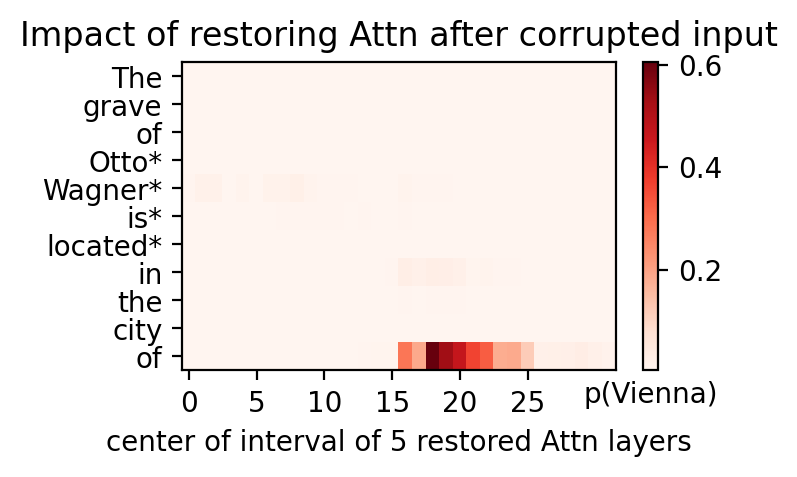 Impact of restoring Attn after corrupted input
The
grave
of
Otto*
Wagner*
is*
located*
in
the
city
of
0 5 10 15 20 25
center of interval of 5 restored Attn layers
0.6
0.4
0.2
p(Vienna)